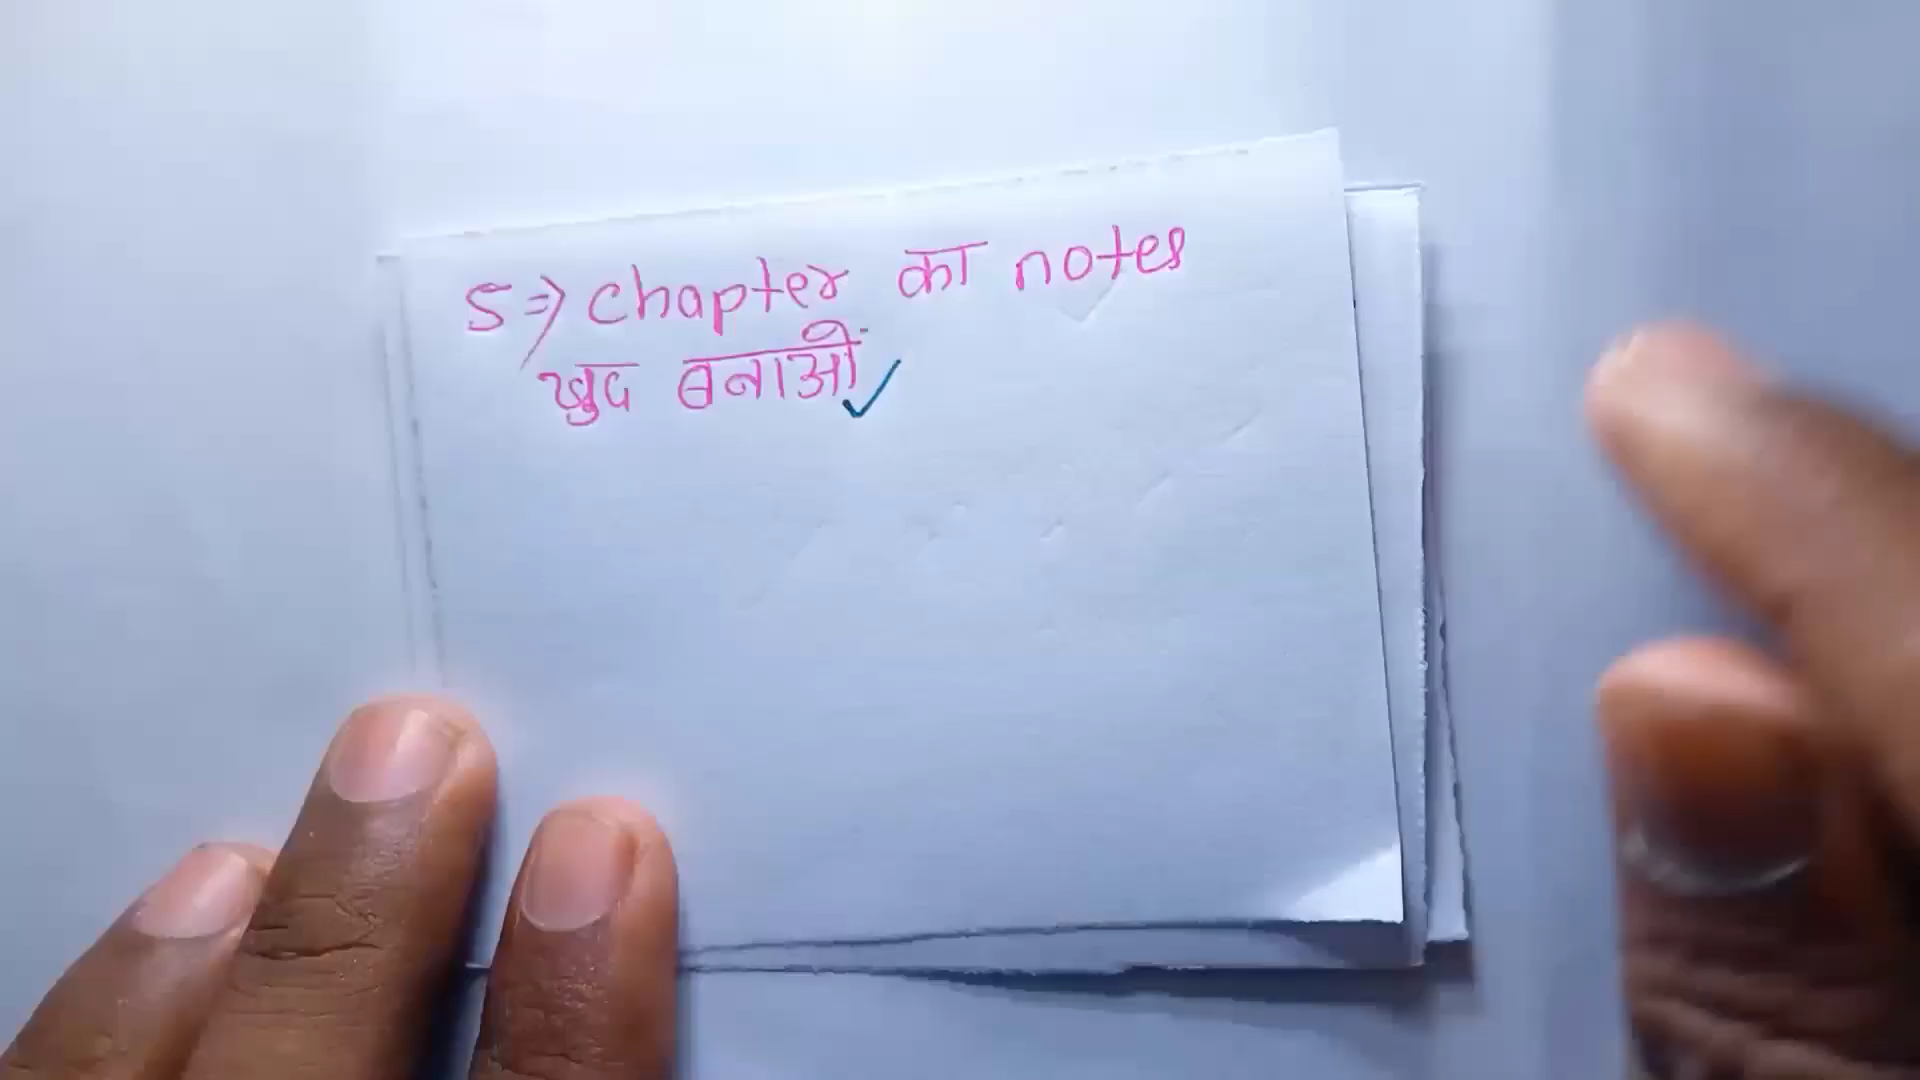 5⇒ chapter का notes
खुद बनाओ ✓